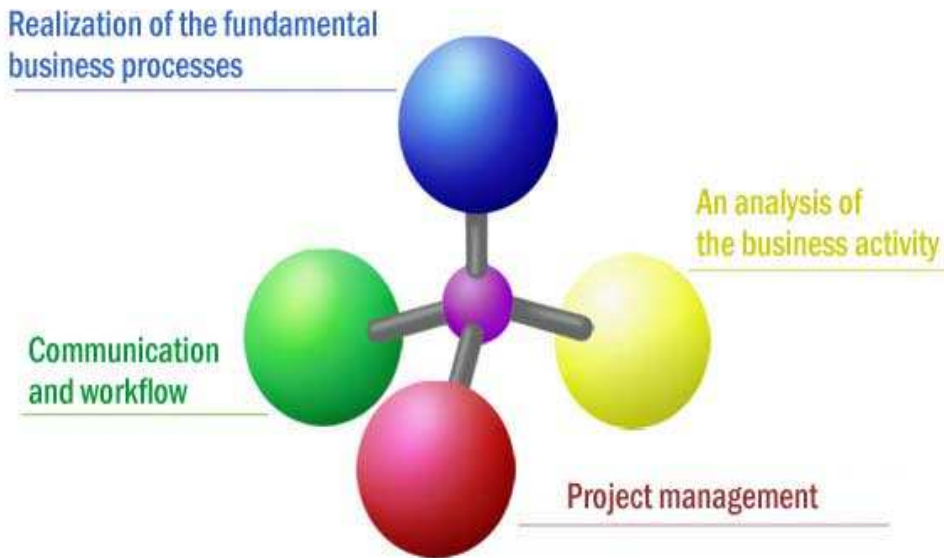 Realization of the fundamental
business processes
An analysis of
the business activity
Communication
and workflow
Project management